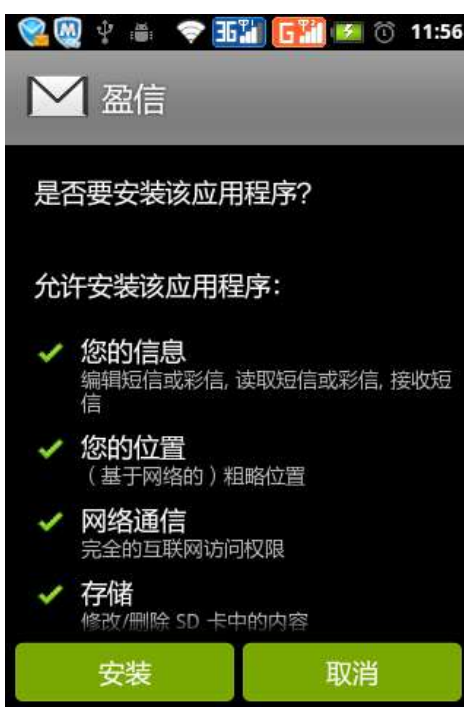 3G G 11:56
盈信
是否要安装该应用程序?
允许安装该应用程序:
您的信息
编辑短信或彩信, 读取短信或彩信, 接收短
信
您的位置
（基于网络的）粗略位置
网络通信
完全的互联网访问权限
存储
修改/删除 SD 卡中的内容
安装 取消